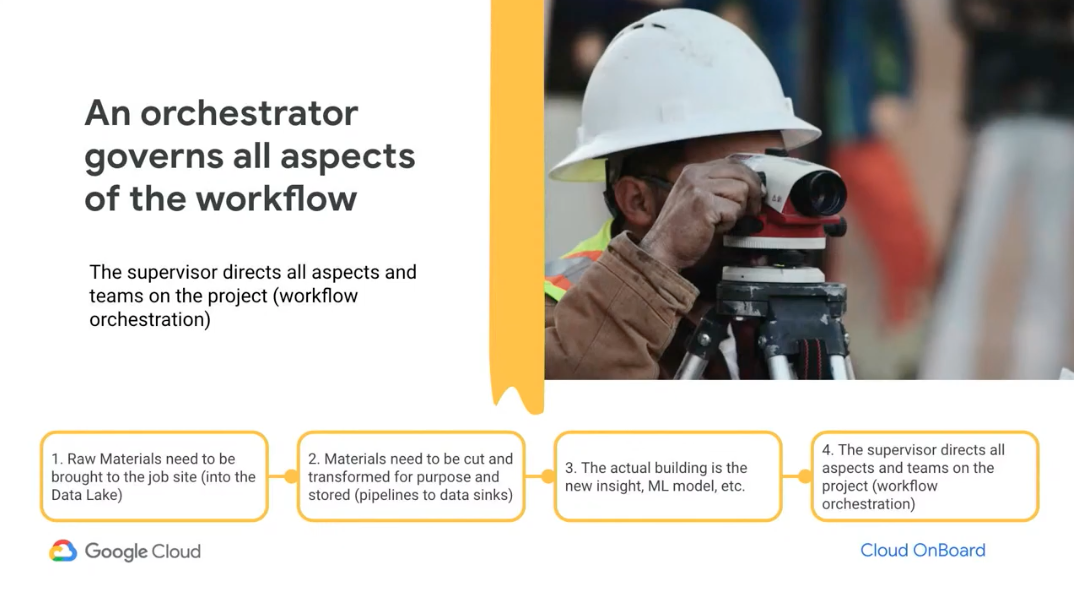 An orchestrator
governs all aspects
of the workflow
The supervisor directs all aspects and
teams on the project (workflow
orchestration)
1. Raw Materials need to be
brought to the job site (into the
Data Lake)
2. Materials need to be cut and
transformed for purpose and
stored (pipelines to data sinks)
3. The actual building is the
new insight, ML model, etc.
4. The supervisor directs all
aspects and teams on the
project (workflow
orchestration)
Google Cloud
Cloud OnBoard